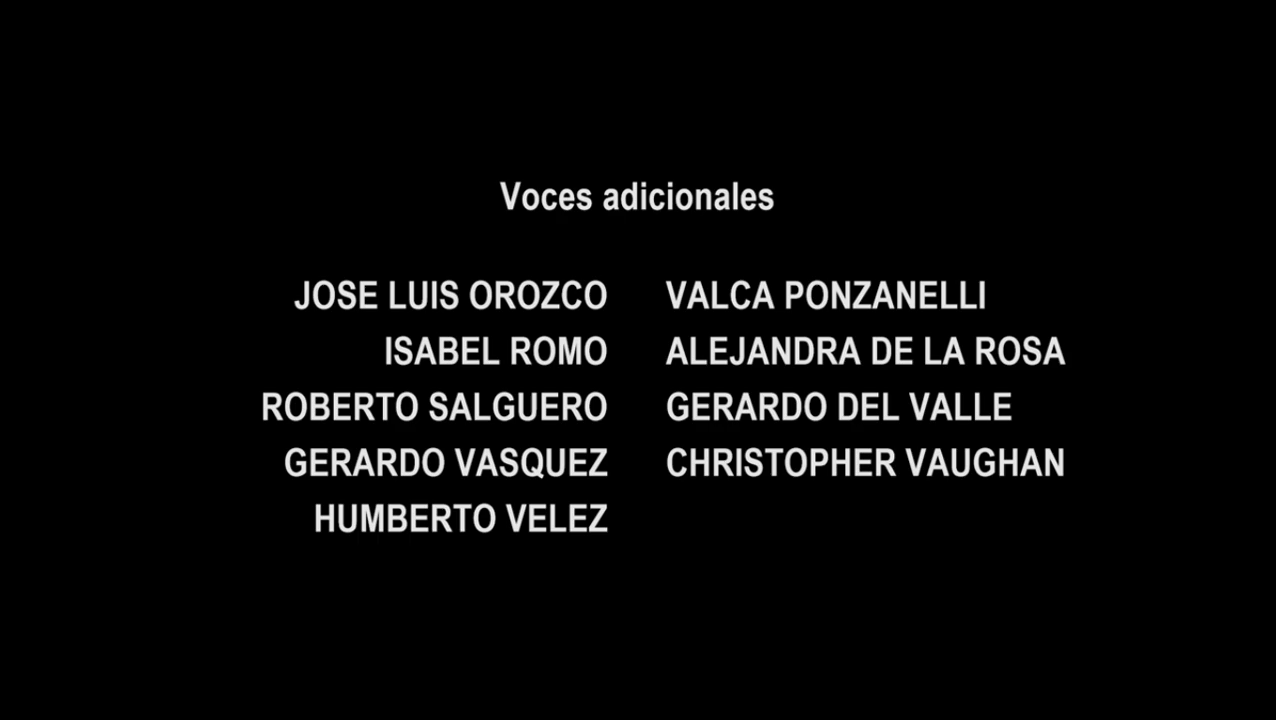 Voces adicionales
JOSE LUIS OROZCO VALCA PONZANELLI
ISABEL ROMO ALEJANDRA DE LA ROSA
ROBERTO SALGUERO GERARDO DEL VALLE
GERARDO VASQUEZ CHRISTOPHER VAUGHAN
HUMBERTO VELEZ